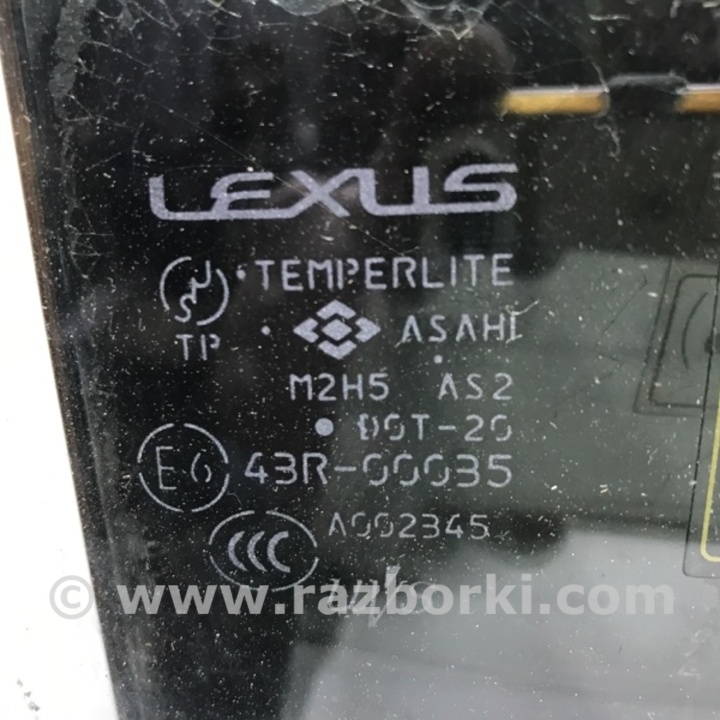 LEXUS
TEMPERLITE
TP ASAHI
M2H5 AS2
DOT-20
E6 43R-00035
A002345
CCC
© www.razborki.com